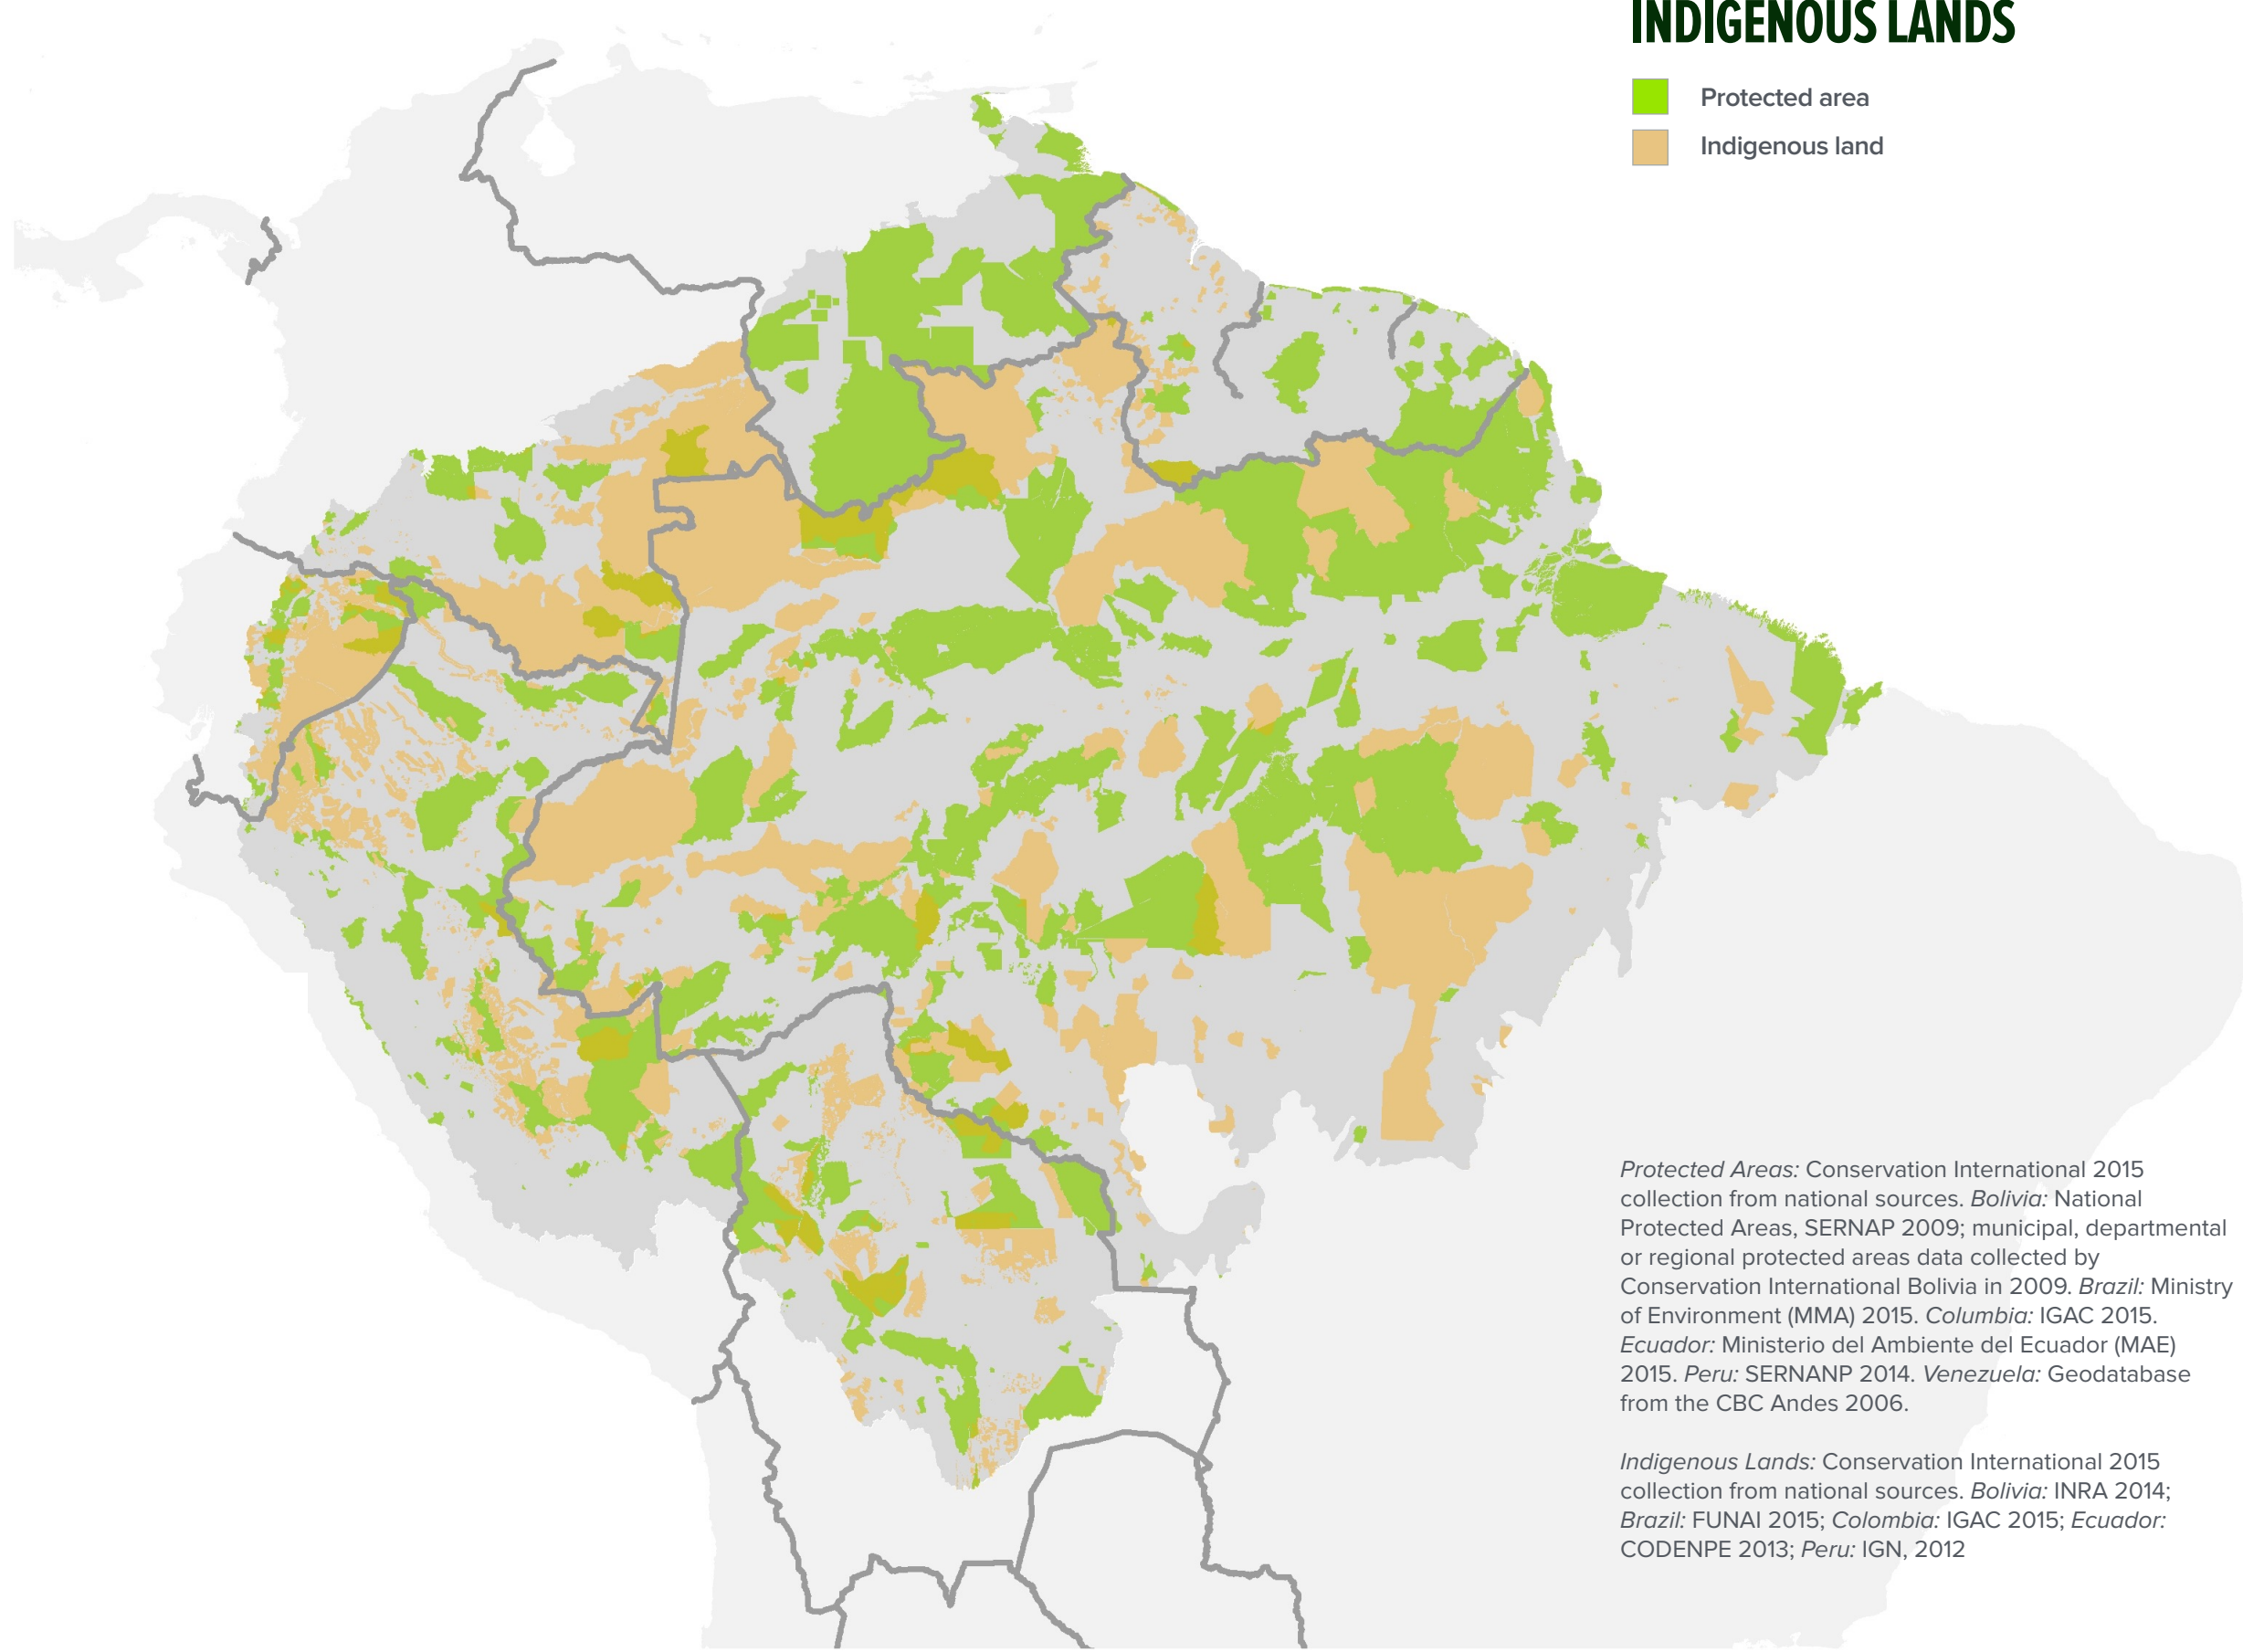 INDIGENOUS LANDS
Protected area
Indigenous land
Protected Areas: Conservation International 2015
collection from national sources. Bolivia: National
Protected Areas, SERNAP 2009; municipal, departmental
or regional protected areas data collected by
Conservation International Bolivia in 2009. Brazil: Ministry
of Environment (MMA) 2015. Columbia: IGAC 2015.
Ecuador: Ministerio del Ambiente del Ecuador (MAE)
2015. Peru: SERNANP 2014. Venezuela: Geodatabase
from the CBC Andes 2006.
Indigenous Lands: Conservation International 2015
collection from national sources. Bolivia: INRA 2014;
Brazil: FUNAI 2015; Colombia: IGAC 2015; Ecuador:
CODENPE 2013; Peru: IGN, 2012